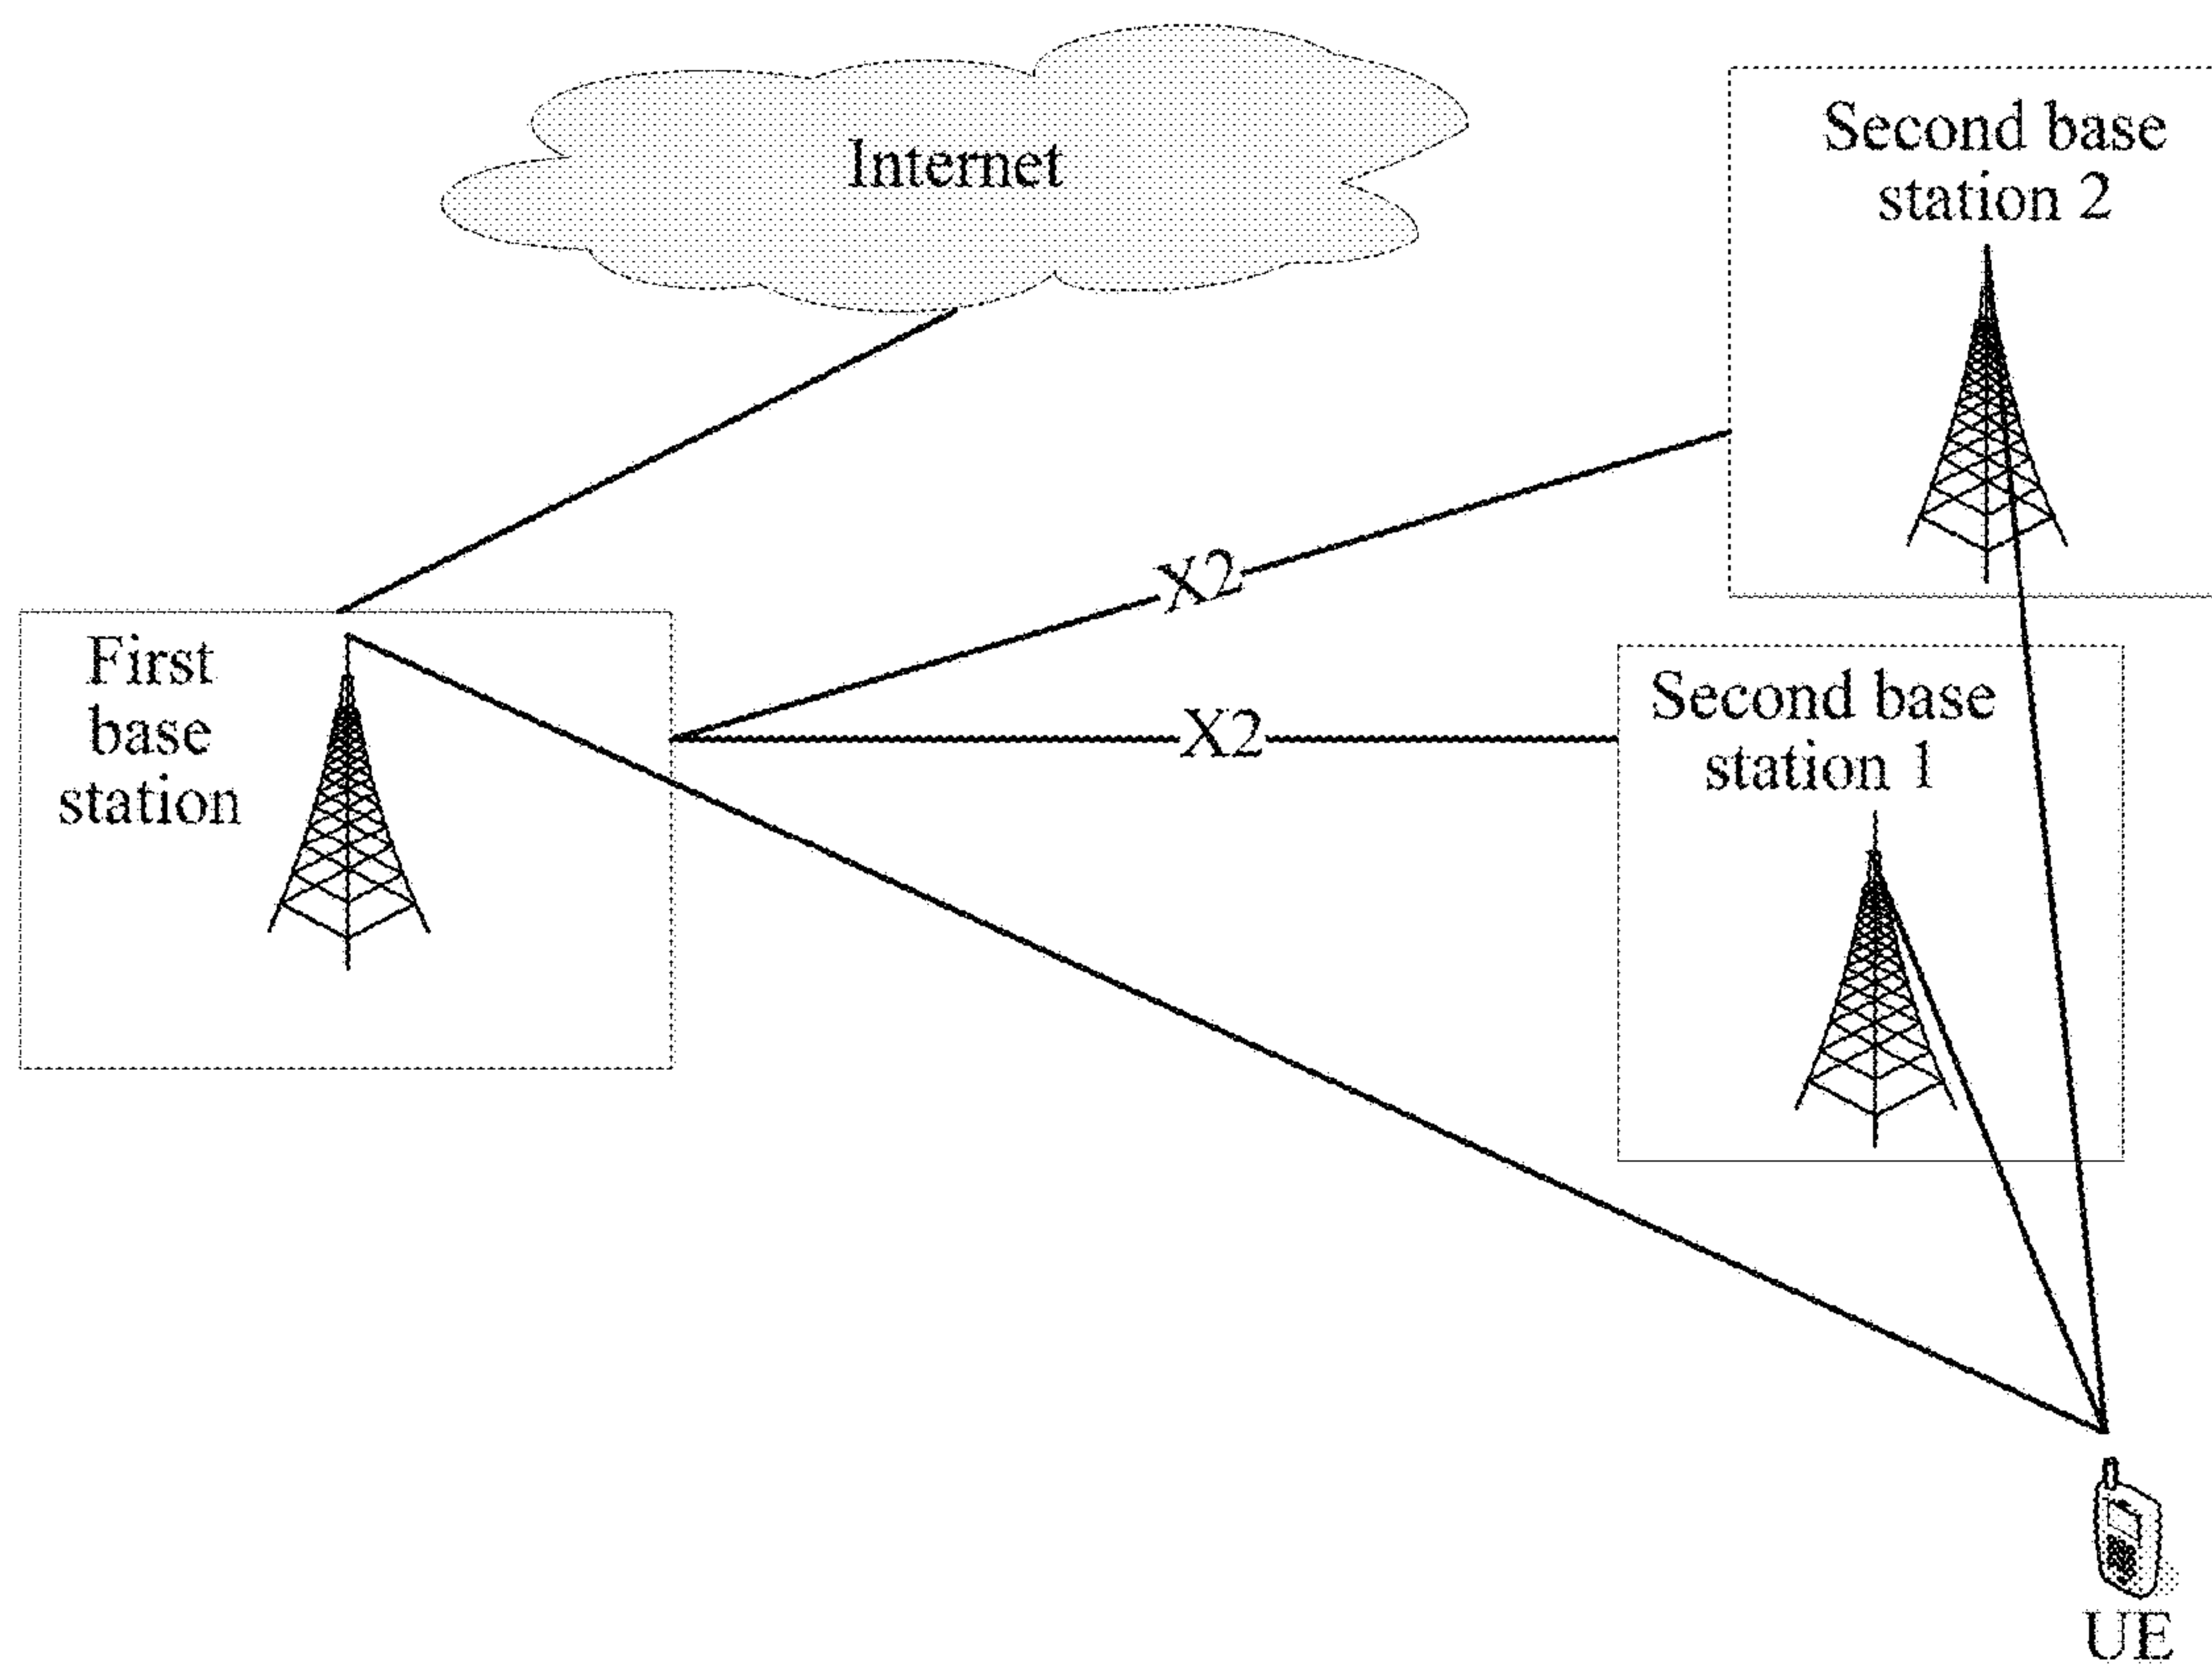 Internet
Second base
station 2
X2
First
base
station
X2
Second base
station 1
UE